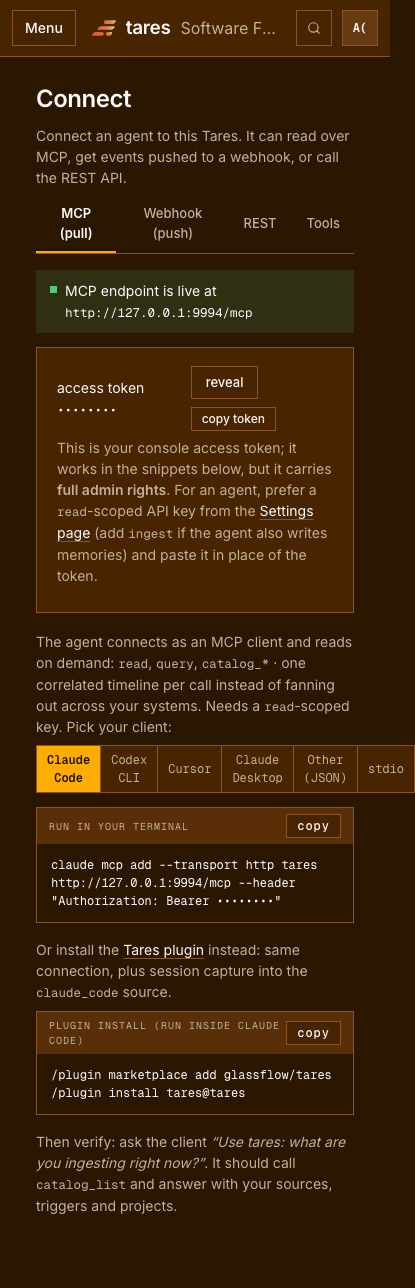 Menu
tares
Software F...
A(
Connect
Connect an agent to this Tares. It can read over
MCP, get events pushed to a webhook, or call
the REST API.
MCP
(pull)
Webhook
(push)
REST
Tools
MCP endpoint is live at
http://127.0.0.1:9994/mcp
access token
••••••••
reveal
copy token
This is your console access token; it
works in the snippets below, but it carries
full admin rights. For an agent, prefer a
read-scoped API key from the Settings
page (add ingest if the agent also writes
memories) and paste it in place of the
token.
The agent connects as an MCP client and reads
on demand: read, query, catalog_* · one
correlated timeline per call instead of fanning
out across your systems. Needs a read-scoped
key. Pick your client:
Claude
Code
Codex
CLI
Cursor
Claude
Desktop
Other
(JSON)
stdio
RUN IN YOUR TERMINAL
copy
claude mcp add --transport http tares
http://127.0.0.1:9994/mcp --header
"Authorization: Bearer ••••••••"
Or install the Tares plugin instead: same
connection, plus session capture into the
claude_code source.
PLUGIN INSTALL (RUN INSIDE CLAUDE
CODE)
copy
/plugin marketplace add glassflow/tares
/plugin install tares@tares
Then verify: ask the client “Use tares: what are
you ingesting right now?”. It should call
catalog_list and answer with your sources,
triggers and projects.